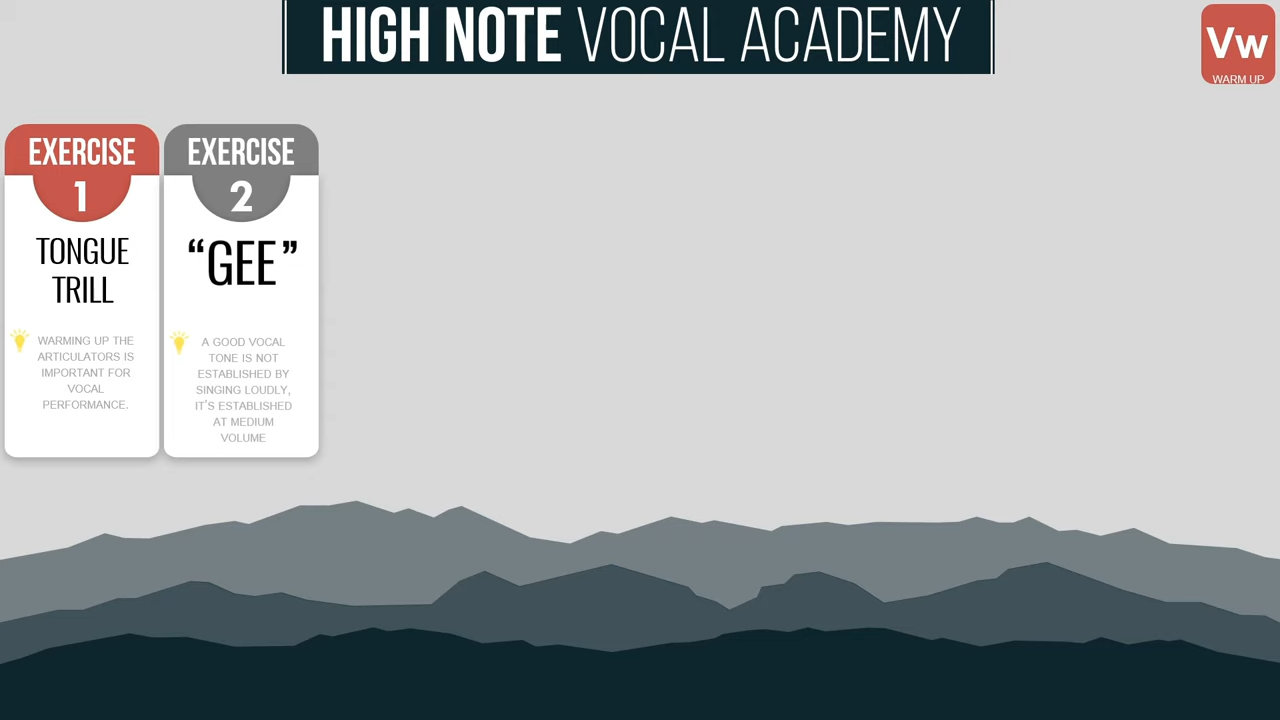 HIGH NOTE VOCAL ACADEMY
Vw
WARM UP
EXERCISE
1
TONGUE
TRILL
WARMING UP THE
ARTICULATORS IS
IMPORTANT FOR
VOCAL
PERFORMANCE.
EXERCISE
2
“GEE”
A GOOD VOCAL
TONE IS NOT
ESTABLISHED BY
SINGING LOUDLY,
IT'S ESTABLISHED
AT MEDIUM
VOLUME